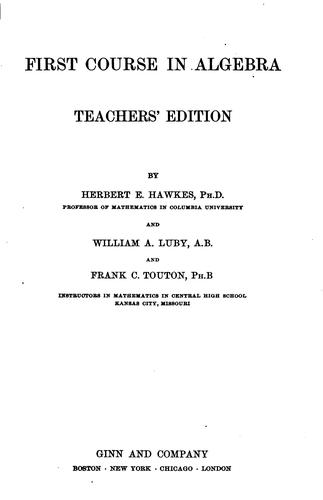 FIRST COURSE IN ALGEBRA
TEACHERS' EDITION
BY
HERBERT E. HAWKES, PH.D.
PROFESSOR OF MATHEMATICS IN COLUMBIA UNIVERSITY
AND
WILLIAM A. LUBY, A.B.
AND
FRANK C. TOUTON, PH.B
INSTRUCTORS IN MATHEMATICS IN CENTRAL HIGH SCHOOL
KANSAS CITY, MISSOURI
GINN AND COMPANY
BOSTON · NEW YORK · CHICAGO · LONDON